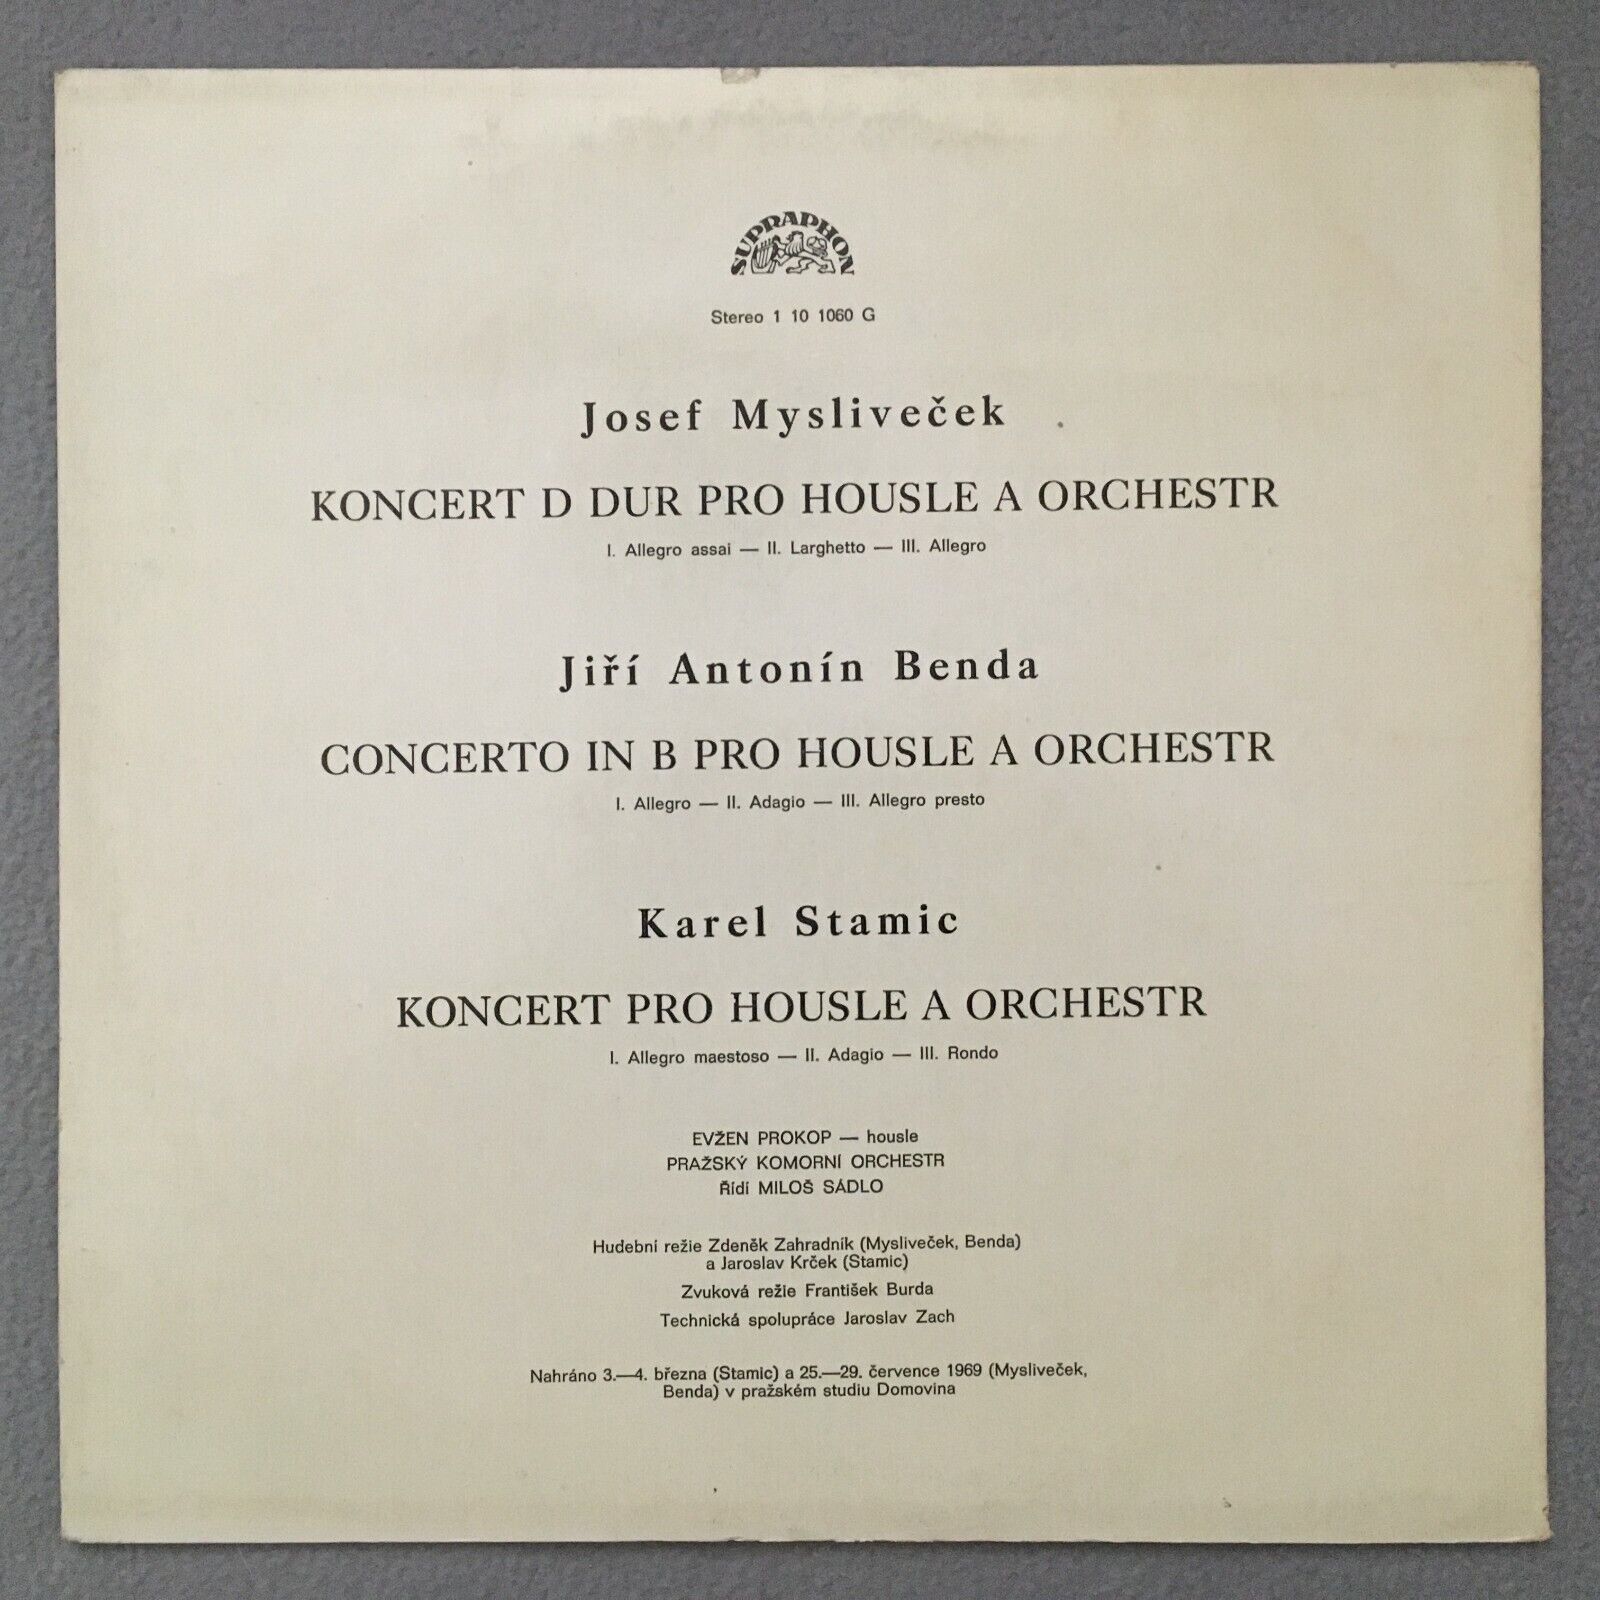 SUPRAPHON
Stereo 1 10 1060 G
Josef Mysliveček
KONCERT D DUR PRO HOUSLE A ORCHESTR
I. Allegro assai — II. Larghetto — III. Allegro
Jiří Antonín Benda
CONCERTO IN B PRO HOUSLE A ORCHESTR
I. Allegro — II. Adagio — III. Allegro presto
Karel Stamic
KONCERT PRO HOUSLE A ORCHESTR
I. Allegro maestoso — II. Adagio — III. Rondo
EVŽEN PROKOP — housle
PRAŽSKÝ KOMORNÍ ORCHESTR
Řídí MILOŠ SÁDLO
Hudební režie Zdeněk Zahradník (Mysliveček, Benda)
a Jaroslav Krček (Stamic)
Zvuková režie František Burda
Technická spolupráce Jaroslav Zach
Nahráno 3.—4. března (Stamic) a 25.—29. července 1969 (Mysliveček,
Benda) v pražském studiu Domovina